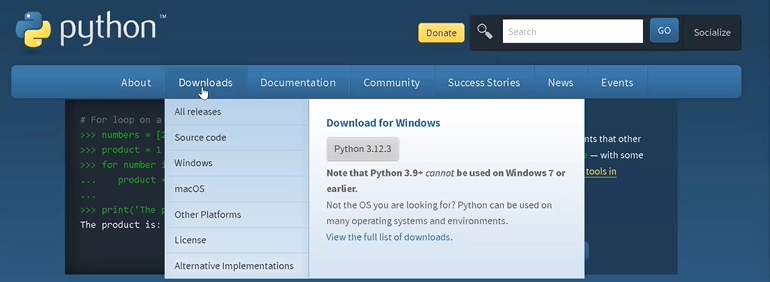 python™
Donate
Search
GO
Socialize
About Downloads Documentation Community Success Stories News Events
# For loop on a
>>> numbers = [2
>>> product = 1
>>> for number i
... product =
...
>>> print('The p
The product is:
All releases
Source code
Windows
macOS
Other Platforms
License
Alternative Implementations
Download for Windows
Python 3.12.3
Note that Python 3.9+ cannot be used on Windows 7 or
earlier.
Not the OS you are looking for? Python can be used on
many operating systems and environments.
View the full list of downloads.
nts that other
— with some
tools in